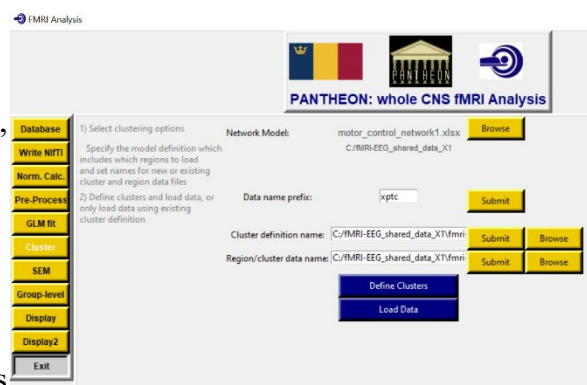 FMRI Analysis
PANTHEON
PANTHEON: whole CNS fMRI Analysis
,
Database
Write NIfTI
Norm. Calc.
Pre-Process
GLM fit
Cluster
SEM
Group-level
Display
Display2
Exit
s
1) Select clustering options
Specify the model definition which
includes which regions to load
and set names for new or existing
cluster and region data files
2) Define clusters and load data, or
only load data using existing
cluster definition
Network Model: motor_control_network1.xlsx Browse
C:/fMRI-EEG_shared_data_X1
Data name prefix: xptc Submit
Cluster definition name: C:/fMRI-EEG_shared_data_X1\fmri- Submit Browse
Region/cluster data name: C:/fMRI-EEG_shared_data_X1\fmri- Submit Browse
Define Clusters
Load Data